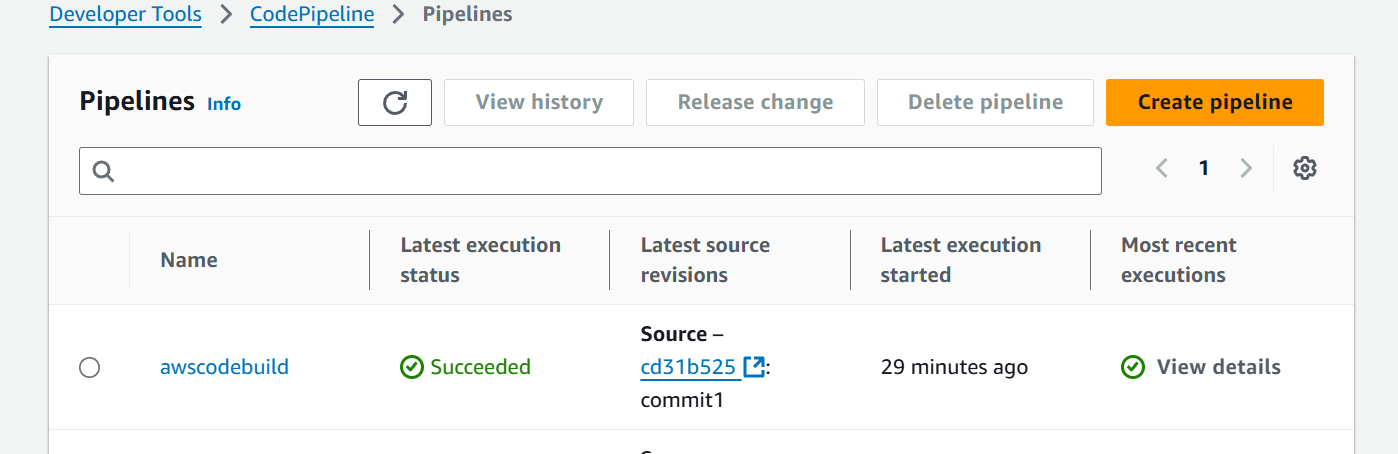 Developer Tools > CodePipeline > Pipelines
Pipelines Info
View history
Release change
Delete pipeline
Create pipeline
1
Name
Latest execution
status
Latest source
revisions
Latest execution
started
Most recent
executions
awscodebuild
Succeeded
Source –
cd31b525 :
commit1
29 minutes ago
View details